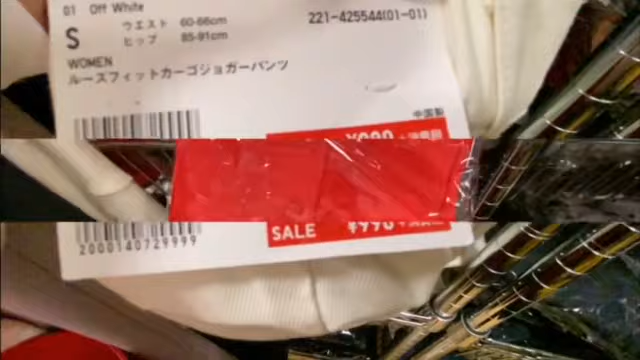 01 Off White
S ウエスト 60-66cm
ヒップ 85-91cm
221-425544(01-01)
WOMEN
ルーズフィットカーゴジョガーパンツ
中国製
2000140729999
SALE ¥990